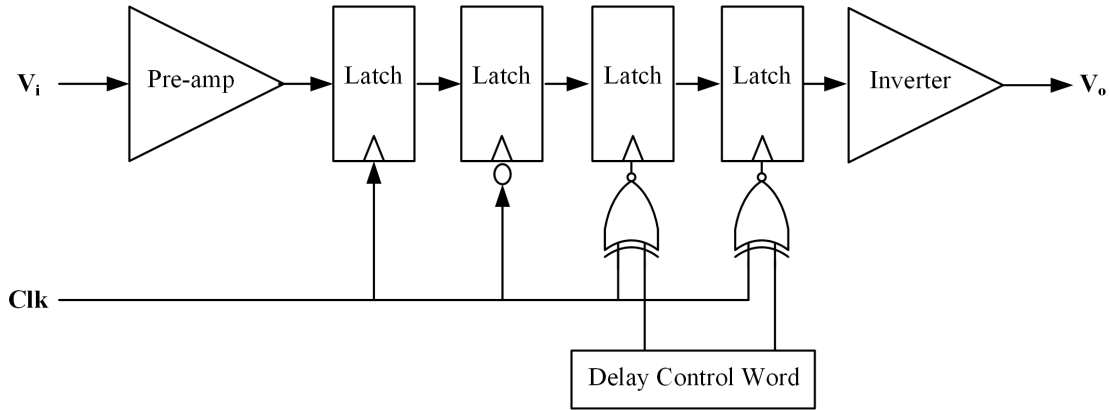 Vi
Pre-amp
Latch
Latch
Latch
Latch
Inverter
Vo
Clk
Delay Control Word